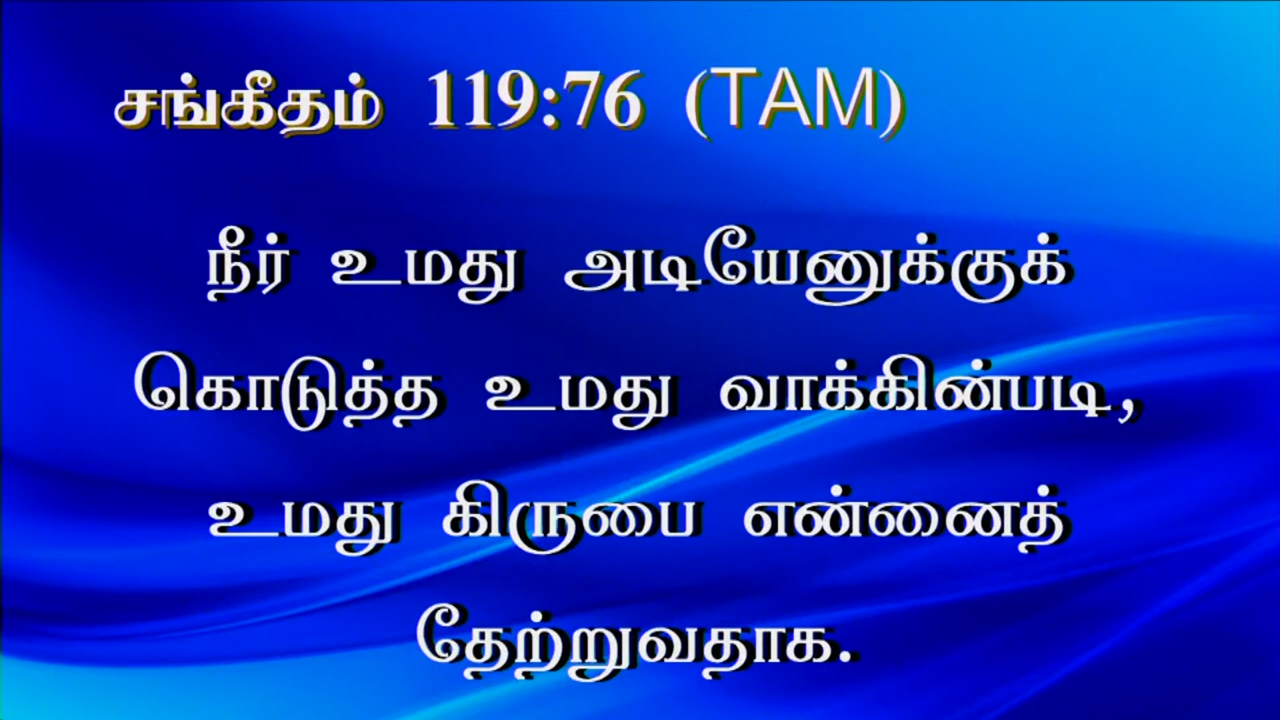 சங்கீதம் 119:76 (TAM)
நீர் உமது அடியேனுக்குக்
கொடுத்த உமது வாக்கின்படி,
உமது கிருபை என்னைத்
தேற்றுவதாக.